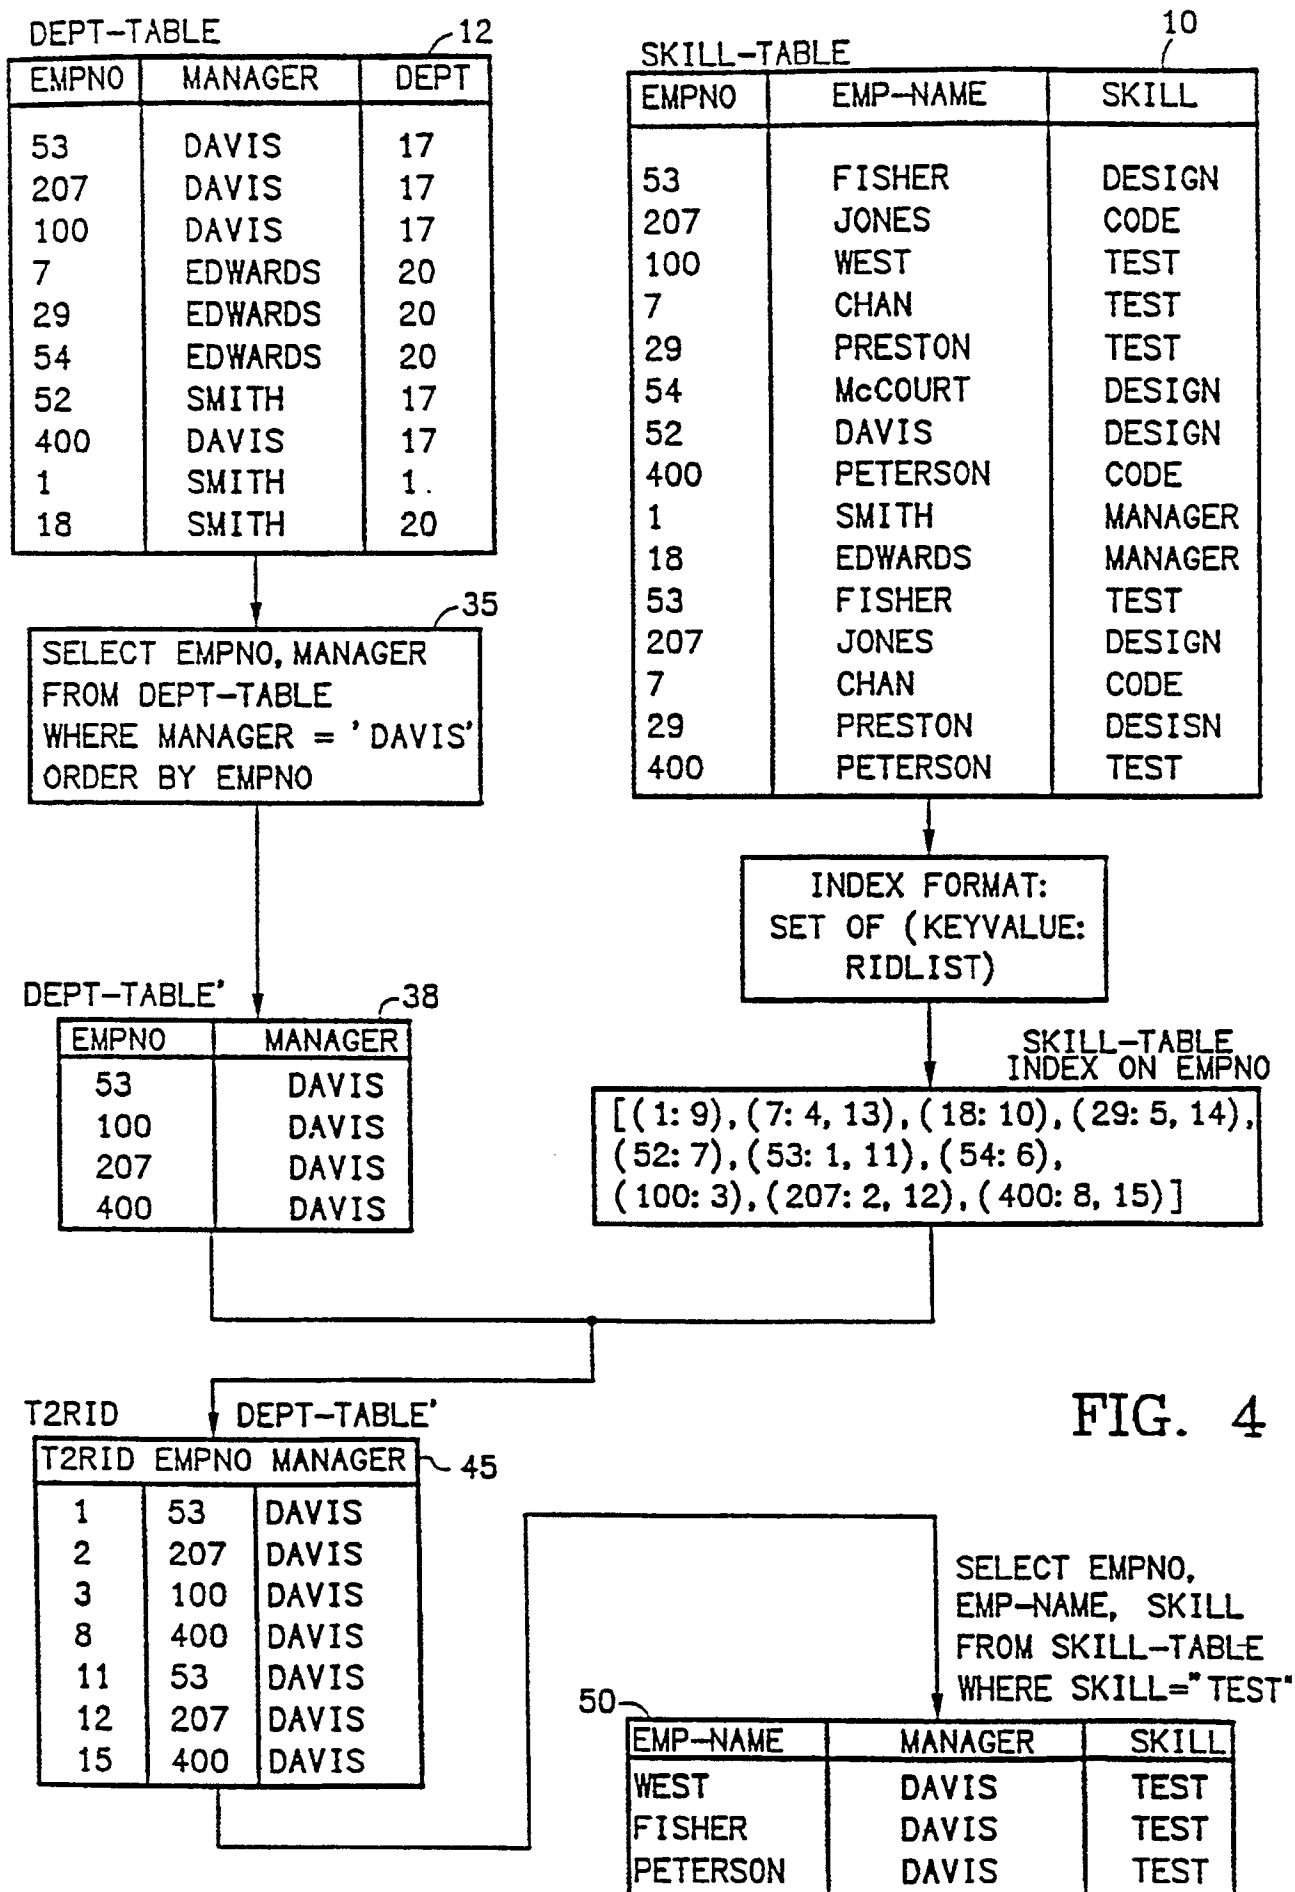 DEPT-TABLE 12
EMPNO MANAGER DEPT
53 DAVIS 17
207 DAVIS 17
100 DAVIS 17
7 EDWARDS 20
29 EDWARDS 20
54 EDWARDS 20
52 SMITH 17
400 DAVIS 17
1 SMITH 1.
18 SMITH 20
35
SELECT EMPNO, MANAGER
FROM DEPT-TABLE
WHERE MANAGER = 'DAVIS'
ORDER BY EMPNO
DEPT-TABLE' 38
EMPNO MANAGER
53 DAVIS
100 DAVIS
207 DAVIS
400 DAVIS
10
SKILL-TABLE
EMPNO EMP-NAME SKILL
53 FISHER DESIGN
207 JONES CODE
100 WEST TEST
7 CHAN TEST
29 PRESTON TEST
54 McCOURT DESIGN
52 DAVIS DESIGN
400 PETERSON CODE
1 SMITH MANAGER
18 EDWARDS MANAGER
53 FISHER TEST
207 JONES DESIGN
7 CHAN CODE
29 PRESTON DESISN
400 PETERSON TEST
INDEX FORMAT:
SET OF (KEYVALUE:
RIDLIST)
SKILL-TABLE
INDEX ON EMPNO
[(1: 9), (7: 4, 13), (18: 10), (29: 5, 14),
(52: 7), (53: 1, 11), (54: 6),
(100: 3), (207: 2, 12), (400: 8, 15)]
T2RID DEPT-TABLE'
T2RID EMPNO MANAGER 45
1 53 DAVIS
2 207 DAVIS
3 100 DAVIS
8 400 DAVIS
11 53 DAVIS
12 207 DAVIS
15 400 DAVIS
FIG. 4
SELECT EMPNO,
EMP-NAME, SKILL
FROM SKILL-TABLE
WHERE SKILL="TEST"
50
EMP-NAME MANAGER SKILL
WEST DAVIS TEST
FISHER DAVIS TEST
PETERSON DAVIS TEST